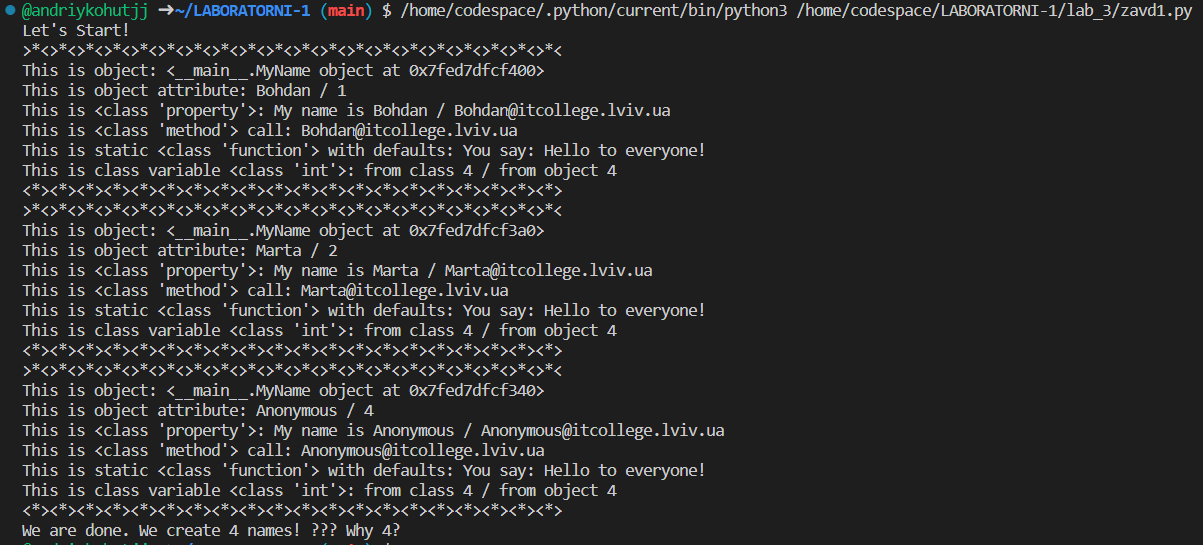 @andriykohutjj ➜~/LABORATORNI-1 (main) $ /home/codespace/.python/current/bin/python3 /home/codespace/LABORATORNI-1/lab_3/zavd1.py
Let's Start!
>*<>*<>*<>*<>*<>*<>*<>*<>*<>*<>*<>*<>*<>*<>*<>*<>*<>*<>*<>*<
This is object: <__main__.MyName object at 0x7fed7dfcf400>
This is object attribute: Bohdan / 1
This is <class 'property'>: My name is Bohdan / Bohdan@itcollege.lviv.ua
This is <class 'method'> call: Bohdan@itcollege.lviv.ua
This is static <class 'function'> with defaults: You say: Hello to everyone!
This is class variable <class 'int'>: from class 4 / from object 4
<*><*><*><*><*><*><*><*><*><*><*><*><*><*><*><*><*><*><*><*>
>*<>*<>*<>*<>*<>*<>*<>*<>*<>*<>*<>*<>*<>*<>*<>*<>*<>*<>*<>*<
This is object: <__main__.MyName object at 0x7fed7dfcf3a0>
This is object attribute: Marta / 2
This is <class 'property'>: My name is Marta / Marta@itcollege.lviv.ua
This is <class 'method'> call: Marta@itcollege.lviv.ua
This is static <class 'function'> with defaults: You say: Hello to everyone!
This is class variable <class 'int'>: from class 4 / from object 4
<*><*><*><*><*><*><*><*><*><*><*><*><*><*><*><*><*><*><*><*>
>*<>*<>*<>*<>*<>*<>*<>*<>*<>*<>*<>*<>*<>*<>*<>*<>*<>*<>*<>*<
This is object: <__main__.MyName object at 0x7fed7dfcf340>
This is object attribute: Anonymous / 4
This is <class 'property'>: My name is Anonymous / Anonymous@itcollege.lviv.ua
This is <class 'method'> call: Anonymous@itcollege.lviv.ua
This is static <class 'function'> with defaults: You say: Hello to everyone!
This is class variable <class 'int'>: from class 4 / from object 4
<*><*><*><*><*><*><*><*><*><*><*><*><*><*><*><*><*><*><*><*>
We are done. We create 4 names! ??? Why 4?